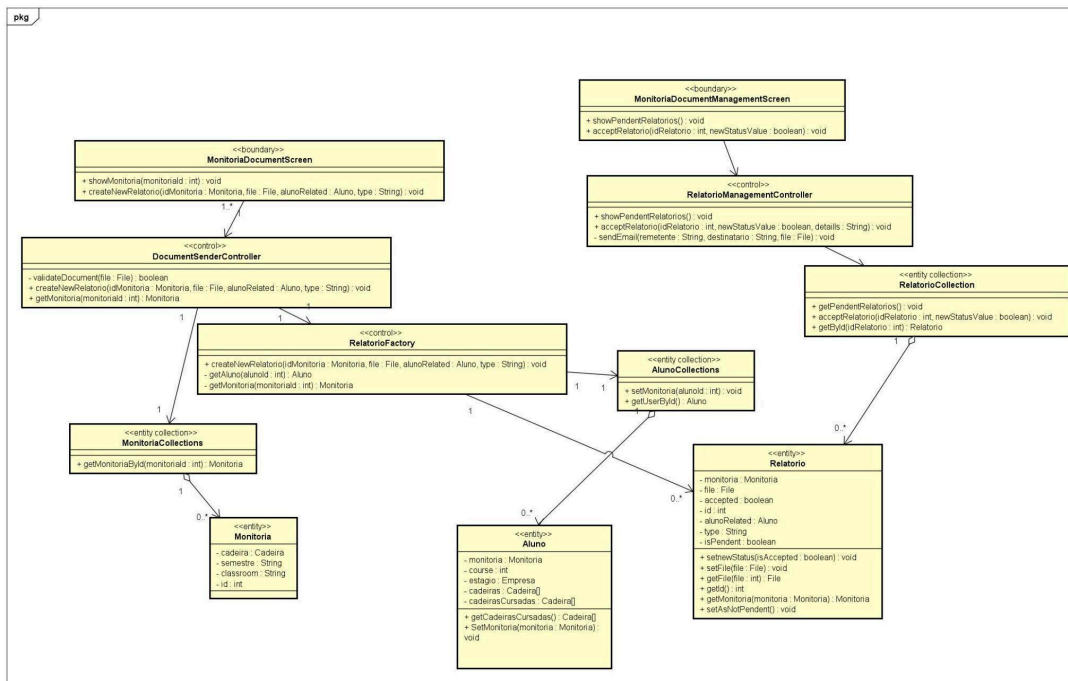 pkg
<<boundary>>
MonitoriaDocumentManagementScreen
+ showPendentRelatorios() : void
+ acceptRelatorio(idRelatorio : int, newStatusValue : boolean) : void
<<boundary>>
MonitoriaDocumentScreen
+ showMonitoria(monitoriaId : int) : void
+ createNewRelatorio(idMonitoria : Monitoria, file : File, alunoRelated : Aluno, type : String) : void
1..*
1
<<control>>
RelatorioManagementController
+ showPendentRelatorios() : void
+ acceptRelatorio(idRelatorio : int, newStatusValue : boolean, detaills : String) : void
- sendEmail(remetente : String, destinatario : String, file : File) : void
<<control>>
DocumentSenderController
- validateDocument(file : File) : boolean
+ createNewRelatorio(idMonitoria : Monitoria, file : File, alunoRelated : Aluno, type : String) : void
+ getMonitoria(monitoriaId : int) : Monitoria
1
1
1
<<entity collection>>
RelatorioCollection
+ getPendentRelatorios() : void
+ acceptRelatorio(idRelatorio : int, newStatusValue : boolean) : void
+ getById(idRelatorio : int) : Relatorio
1
<<control>>
RelatorioFactory
+ createNewRelatorio(idMonitoria : Monitoria, file : File, alunoRelated : Aluno, type : String) : void
- getAluno(alunoId : int) : Aluno
- getMonitoria(monitoriaId : int) : Monitoria
1
1
1
<<entity collection>>
AlunoCollections
+ setMonitoria(alunoId : int) : void
+ getUserById() : Aluno
1
1
<<entity collection>>
MonitoriaCollections
+ getMonitoriaById(monitoriaId : int) : Monitoria
1
0..*
0..*
<<entity>>
Relatorio
- monitoria : Monitoria
- file : File
- accepted : boolean
- id : int
- alunoRelated : Aluno
- type : String
- isPendent : boolean
+ setnewStatus(isAccepted : boolean) : void
+ setFile(file : File) : void
+ getFile(file : int) : File
+ getId() : int
+ getMonitoria(monitoria : Monitoria) : Monitoria
+ setAsNotPendent() : void
0..*
<<entity>>
Monitoria
- cadeira : Cadeira
- semestre : String
- classroom : String
- id : int
0..*
<<entity>>
Aluno
- monitoria : Monitoria
- course : int
- estagio : Empresa
- cadeiras : Cadeira[]
- cadeirasCursadas : Cadeira[]
+ getCadeirasCursadas() : Cadeira[]
+ SetMonitoria(monitoria : Monitoria) :
void